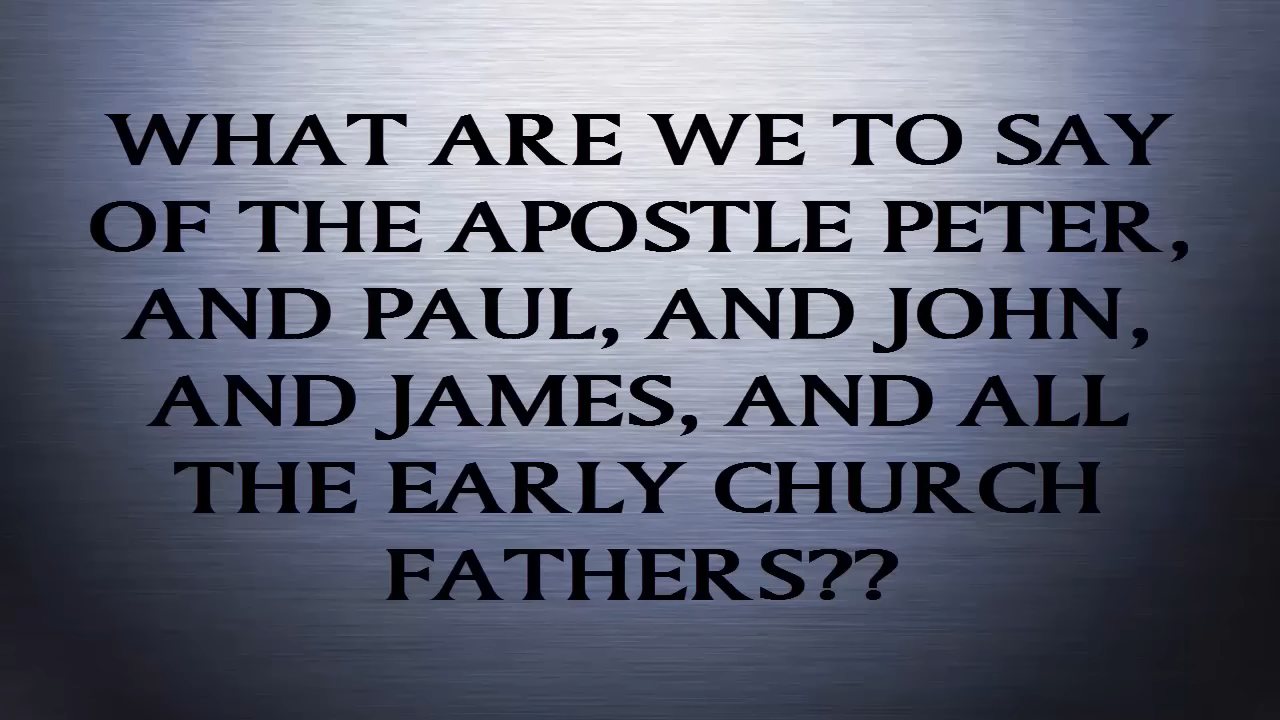 WHAT ARE WE TO SAY
OF THE APOSTLE PETER,
AND PAUL, AND JOHN,
AND JAMES, AND ALL
THE EARLY CHURCH
FATHERS??